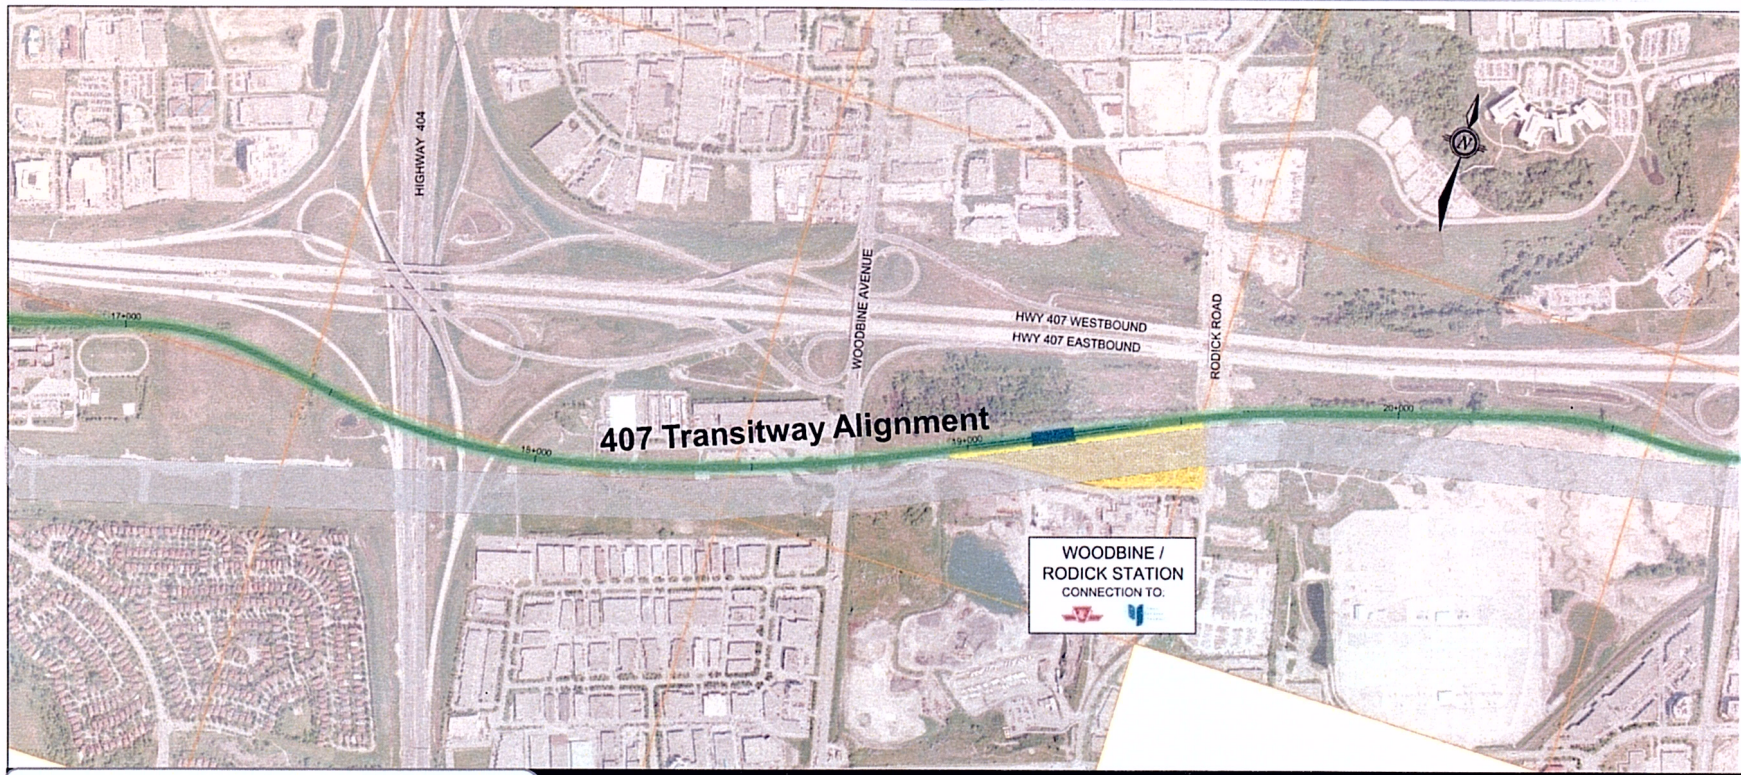 HIGHWAY 404
N
17+000
WOODBINE AVENUE
HWY 407 WESTBOUND
HWY 407 EASTBOUND
RODICK ROAD
407 Transitway Alignment
18+000
19+000
20+000
WOODBINE /
RODICK STATION
CONNECTION TO: